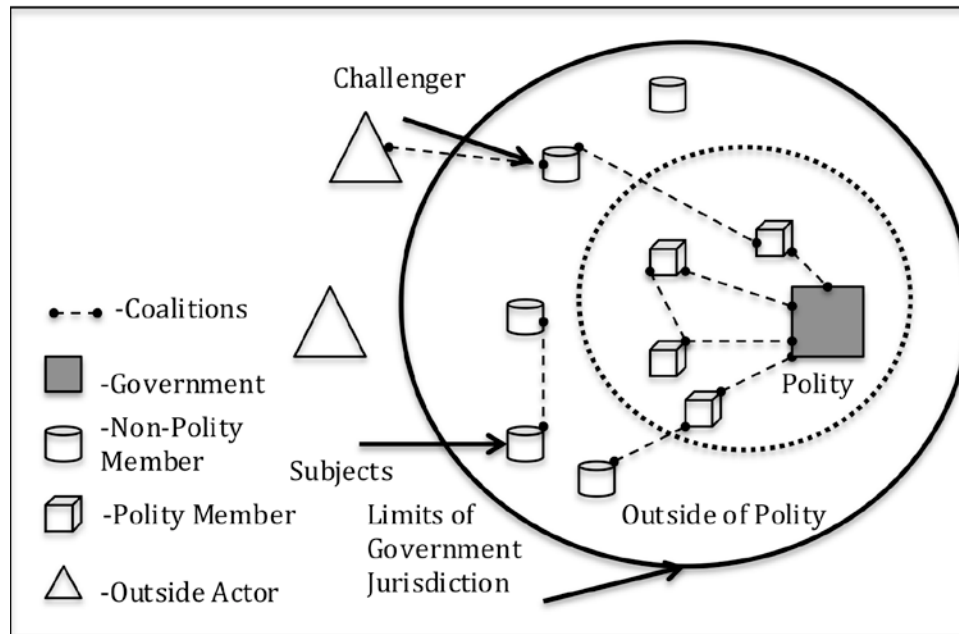 Challenger
-Coalitions
-Government
-Non-Polity
Member
-Polity Member
-Outside Actor
Subjects
Limits of
Government
Jurisdiction
Polity
Outside of Polity